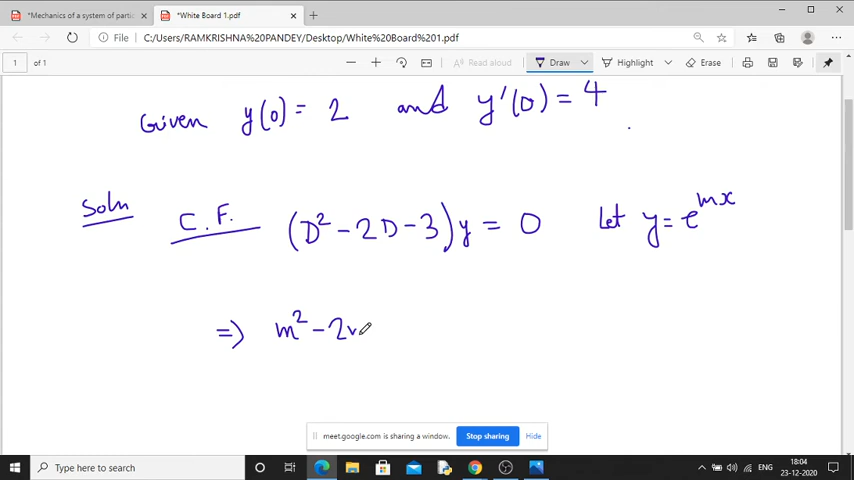 *Mechanics of a system of partic
*White Board 1.pdf
File C:/Users/RAMKRISHNA%20PANDEY/Desktop/White%20Board%201.pdf
1 of 1 Read aloud Draw Highlight Erase
Given y(0) = 2 and y'(0) = 4
Soln C.F. (D² - 2D - 3)y = 0 Let y = e^mx
⇒ m² - 2
meet.google.com is sharing a window. Stop sharing Hide
Type here to search
ENG
18:04
23-12-2020